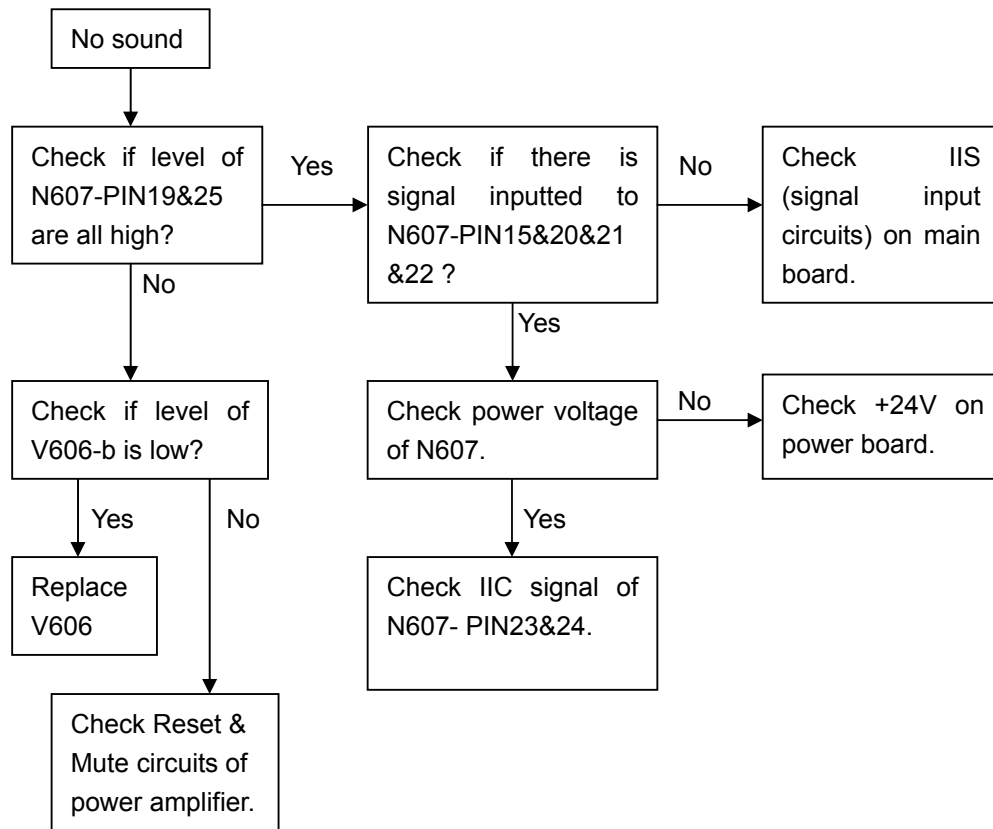 No sound
Check if level of
N607-PIN19&25
are all high?
Yes
Check if there is
signal inputted to
N607-PIN15&20&21
&22 ?
No
Check IIS
(signal input
circuits) on main
board.
No
Yes
Check if level of
V606-b is low?
Check power voltage
of N607.
No
Check +24V on
power board.
Yes
No
Yes
Replace
V606
Check IIC signal of
N607- PIN23&24.
Check Reset &
Mute circuits of
power amplifier.